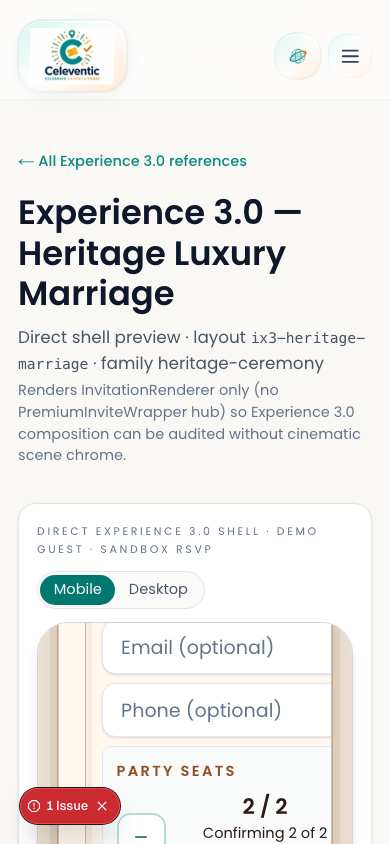 Celeventic
← All Experience 3.0 references
Experience 3.0 —
Heritage Luxury
Marriage
Direct shell preview · layout ix3-heritage-
marriage · family heritage-ceremony
Renders InvitationRenderer only (no
PremiumInviteWrapper hub) so Experience 3.0
composition can be audited without cinematic
scene chrome.
DIRECT EXPERIENCE 3.0 SHELL · DEMO
GUEST · SANDBOX RSVP
Mobile
Desktop
Email (optional)
Phone (optional)
PARTY SEATS
2 / 2
Confirming 2 of 2
−
1 Issue